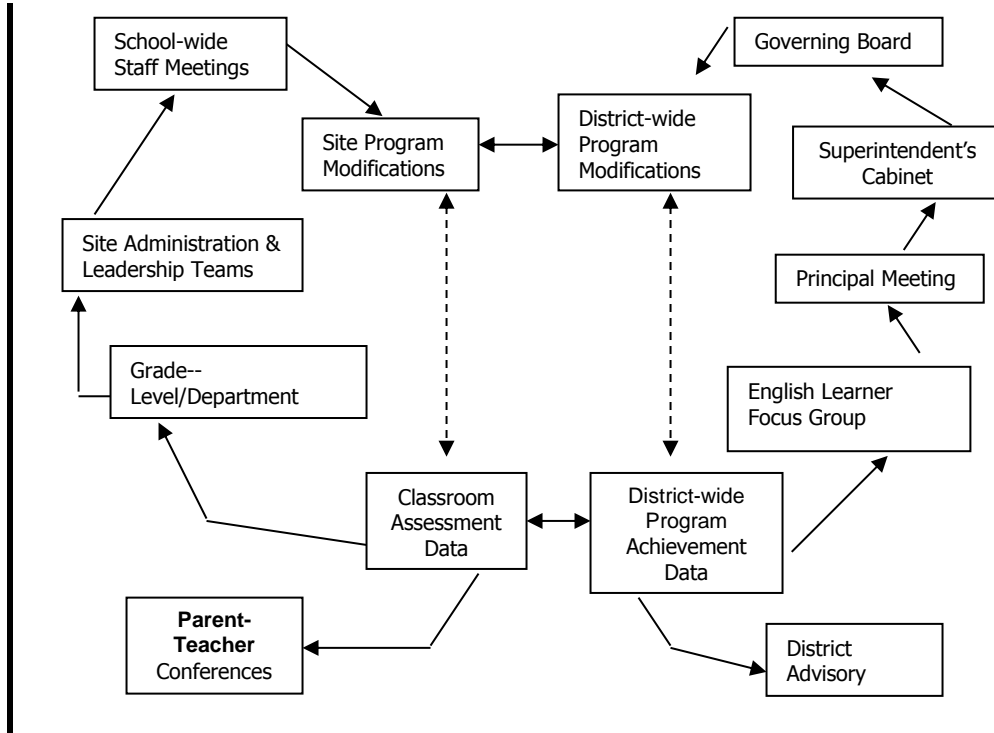 School-wide
Staff Meetings
Governing Board
Site Program
Modifications
District-wide
Program
Modifications
Superintendent's
Cabinet
Site Administration &
Leadership Teams
Principal Meeting
Grade--
Level/Department
English Learner
Focus Group
Classroom
Assessment
Data
District-wide
Program
Achievement
Data
Parent-
Teacher
Conferences
District
Advisory